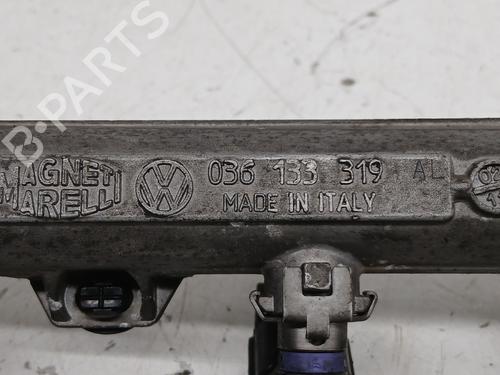 B-PARTS
MAGNETI
MARELLI
036 133 319 AL
MADE IN ITALY